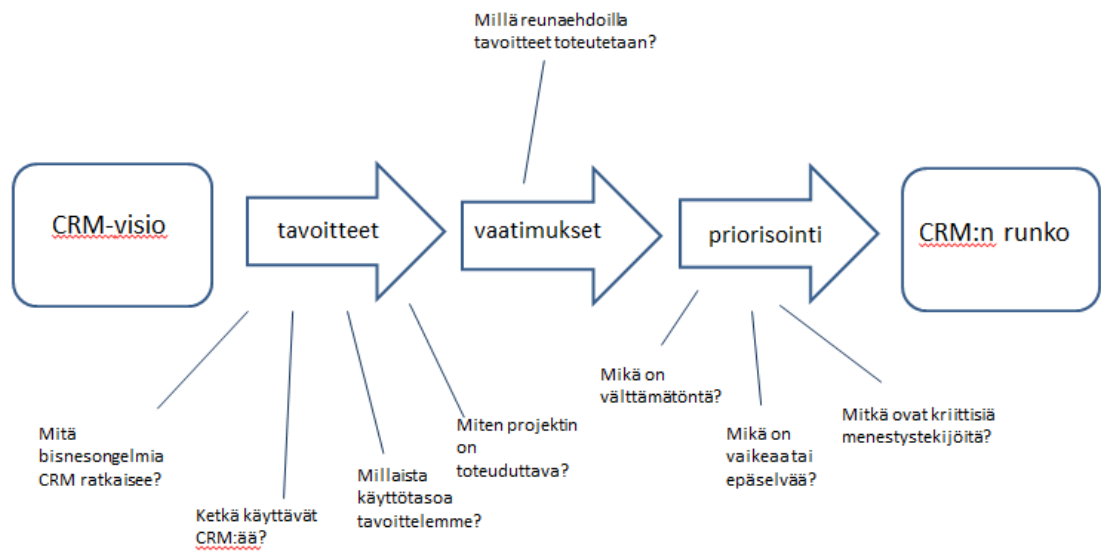 Millä reunaehdoilla
tavoitteet toteutetaan?
CRM-visio
tavoitteet
vaatimukset
priorisointi
CRM:n runko
Mitä
bisnesongelmia
CRM ratkaisee?
Ketkä käyttävät
CRM:ää?
Millaista
käyttötasoa
tavoittelemme?
Miten projektin
on
toteuduttava?
Mikä on
välttämätöntä?
Mikä on
vaikeaa tai
epäselvää?
Mitkä ovat kriittisiä
menestystekijöitä?